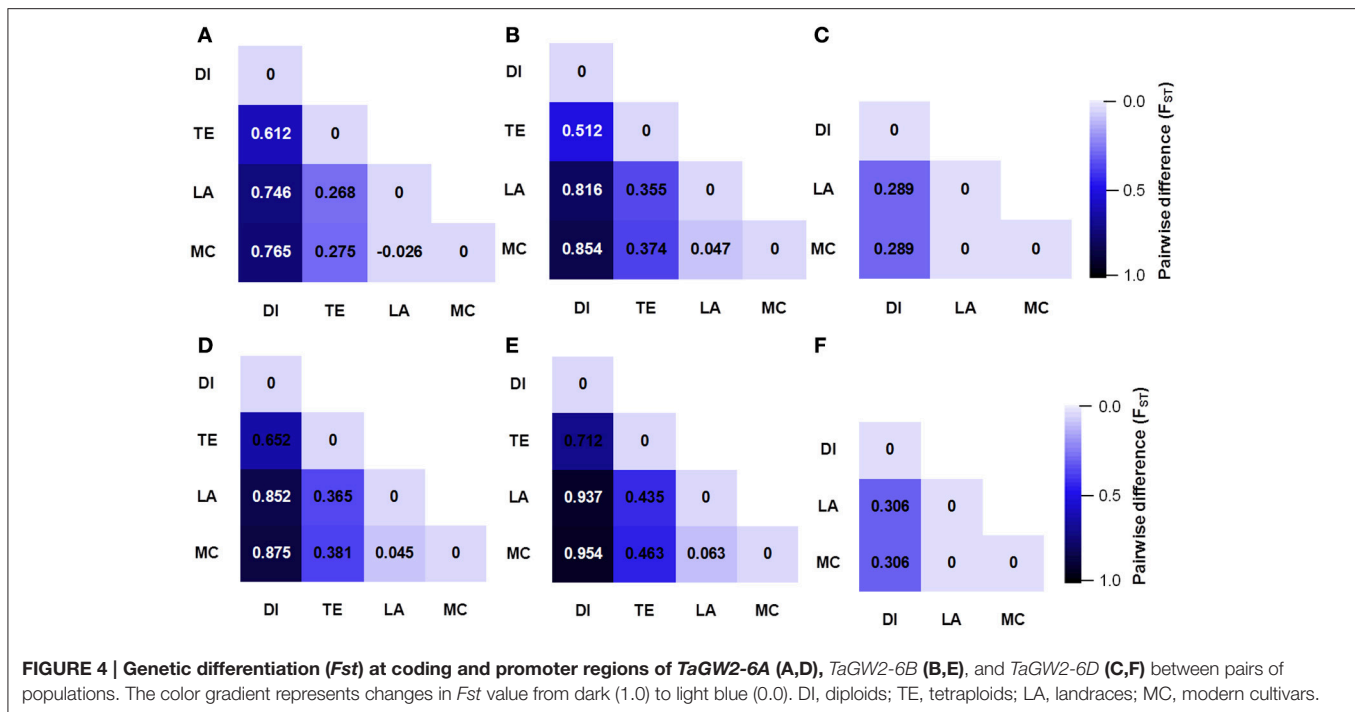 A
B
C
DI 0
DI 0
TE 0.612 0
TE 0.512 0
DI 0
LA 0.746 0.268 0
LA 0.816 0.355 0
LA 0.289 0
MC 0.765 0.275 -0.026 0
MC 0.854 0.374 0.047 0
MC 0.289 0 0
DI TE LA MC
DI TE LA MC
DI LA MC
0.0
0.5
1.0
Pairwise difference (FST)
D
E
F
DI 0
DI 0
TE 0.652 0
TE 0.712 0
DI 0
LA 0.852 0.365 0
LA 0.937 0.435 0
LA 0.306 0
MC 0.875 0.381 0.045 0
MC 0.954 0.463 0.063 0
MC 0.306 0 0
DI TE LA MC
DI TE LA MC
DI LA MC
0.0
0.5
1.0
Pairwise difference (FST)
FIGURE 4 | Genetic differentiation (Fst) at coding and promoter regions of TaGW2-6A (A,D), TaGW2-6B (B,E), and TaGW2-6D (C,F) between pairs of
populations. The color gradient represents changes in Fst value from dark (1.0) to light blue (0.0). DI, diploids; TE, tetraploids; LA, landraces; MC, modern cultivars.